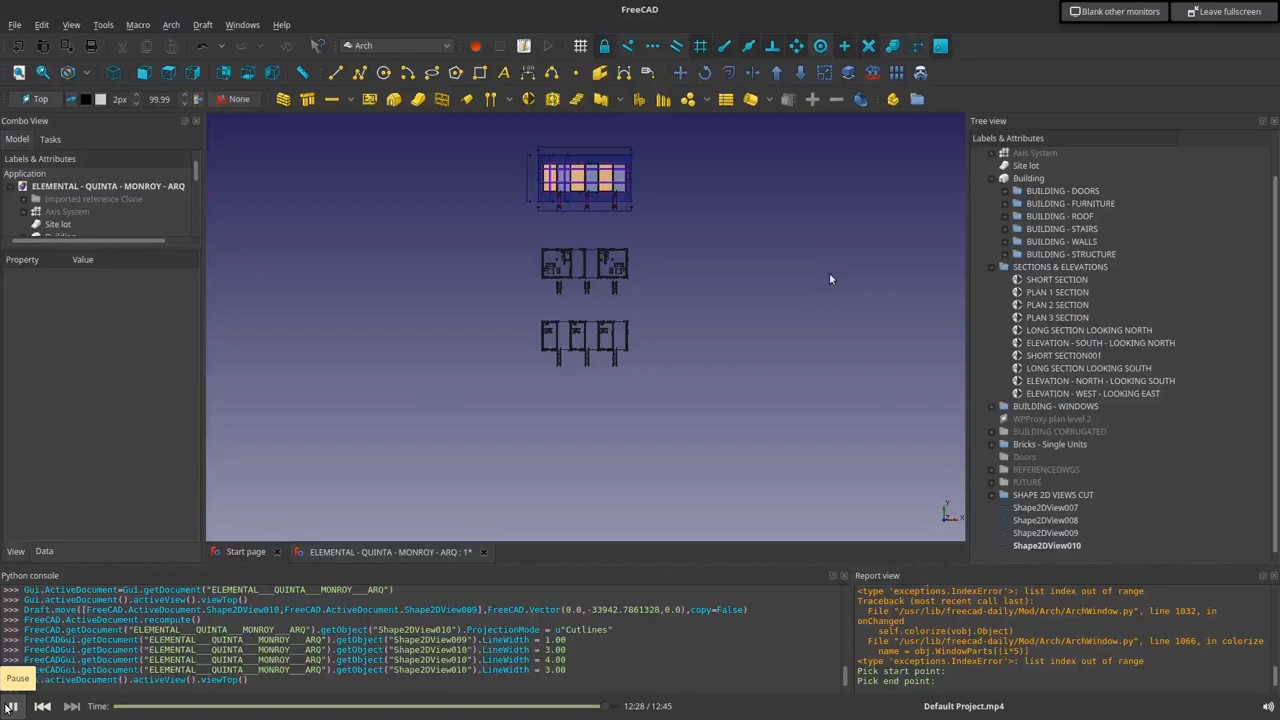 FreeCAD
Blank other monitors
Leave fullscreen
File Edit View Tools Macro Arch Draft Windows Help
Arch
Top
2px
99.99
None
Combo View
Model Tasks
Labels & Attributes
Application
ELEMENTAL - QUINTA - MONROY - ARQ
Imported reference Clone
Axis System
Site lot
Property Value
View Data
Start page
ELEMENTAL - QUINTA - MONROY - ARQ : 1*
Y
Z
X
Tree view
Labels & Attributes
Axis System
Site lot
Building
BUILDING - DOORS
BUILDING - FURNITURE
BUILDING - ROOF
BUILDING - STAIRS
BUILDING - WALLS
BUILDING - STRUCTURE
SECTIONS & ELEVATIONS
SHORT SECTION
PLAN 1 SECTION
PLAN 2 SECTION
PLAN 3 SECTION
LONG SECTION LOOKING NORTH
ELEVATION - SOUTH - LOOKING NORTH
SHORT SECTION001
LONG SECTION LOOKING SOUTH
ELEVATION - NORTH - LOOKING SOUTH
ELEVATION - WEST - LOOKING EAST
BUILDING - WINDOWS
WPProxy plan level 2
BUILDING CORRUGATED
Bricks - Single Units
Doors
REFERENCEDWGS
fUTURE
SHAPE 2D VIEWS CUT
Shape2DView007
Shape2DView008
Shape2DView009
Shape2DView010
Python console
>>> Gui.ActiveDocument=Gui.getDocument("ELEMENTAL___QUINTA___MONROY___ARQ")
>>> Gui.activeDocument().activeView().viewTop()
>>> Draft.move([FreeCAD.ActiveDocument.Shape2DView010,FreeCAD.ActiveDocument.Shape2DView009],FreeCAD.Vector(0.0,-33942.7861328,0.0),copy=False)
>>> FreeCAD.ActiveDocument.recompute()
>>> FreeCAD.getDocument("ELEMENTAL___QUINTA___MONROY___ARQ").getObject("Shape2DView010").ProjectionMode = u"Cutlines"
>>> FreeCADGui.getDocument("ELEMENTAL___QUINTA___MONROY___ARQ").getObject("Shape2DView009").LineWidth = 1.00
>>> FreeCADGui.getDocument("ELEMENTAL___QUINTA___MONROY___ARQ").getObject("Shape2DView010").LineWidth = 3.00
>>> FreeCADGui.getDocument("ELEMENTAL___QUINTA___MONROY___ARQ").getObject("Shape2DView010").LineWidth = 4.00
>>> FreeCADGui.getDocument("ELEMENTAL___QUINTA___MONROY___ARQ").getObject("Shape2DView010").LineWidth = 3.00
i.activeDocument().activeView().viewTop()
Pause
Report view
<type 'exceptions.IndexError'>: list index out of range
Traceback (most recent call last):
File "/usr/lib/freecad-daily/Mod/Arch/ArchWindow.py", line 1032, in
onChanged
self.colorize(vobj.Object)
File "/usr/lib/freecad-daily/Mod/Arch/ArchWindow.py", line 1066, in colorize
name = obj.WindowParts[(i*5)]
<type 'exceptions.IndexError'>: list index out of range
Pick start point:
Pick end point:
Time:
12:28 / 12:45
Default Project.mp4